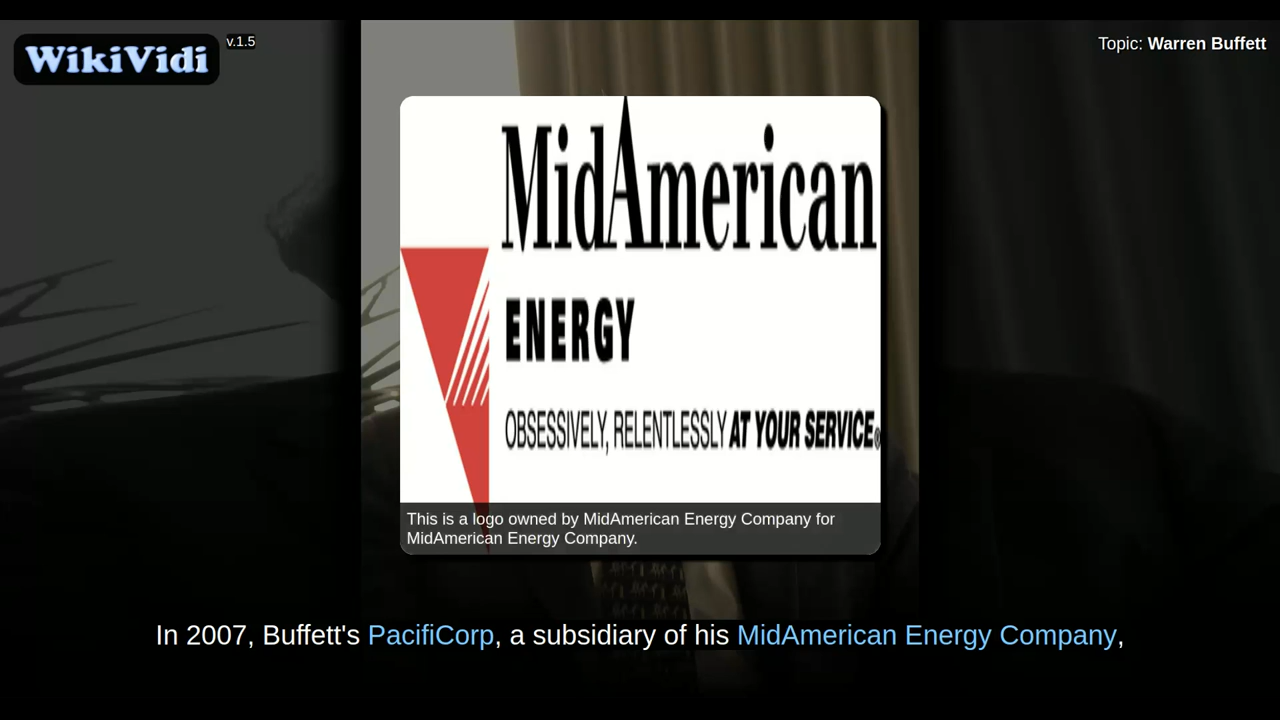 WikiVidi
v.1.5
Topic: Warren Buffett
MidAmerican
ENERGY
OBSESSIVELY, RELENTLESSLY AT YOUR SERVICE®
This is a logo owned by MidAmerican Energy Company for
MidAmerican Energy Company.
In 2007, Buffett's PacifiCorp, a subsidiary of his MidAmerican Energy Company,